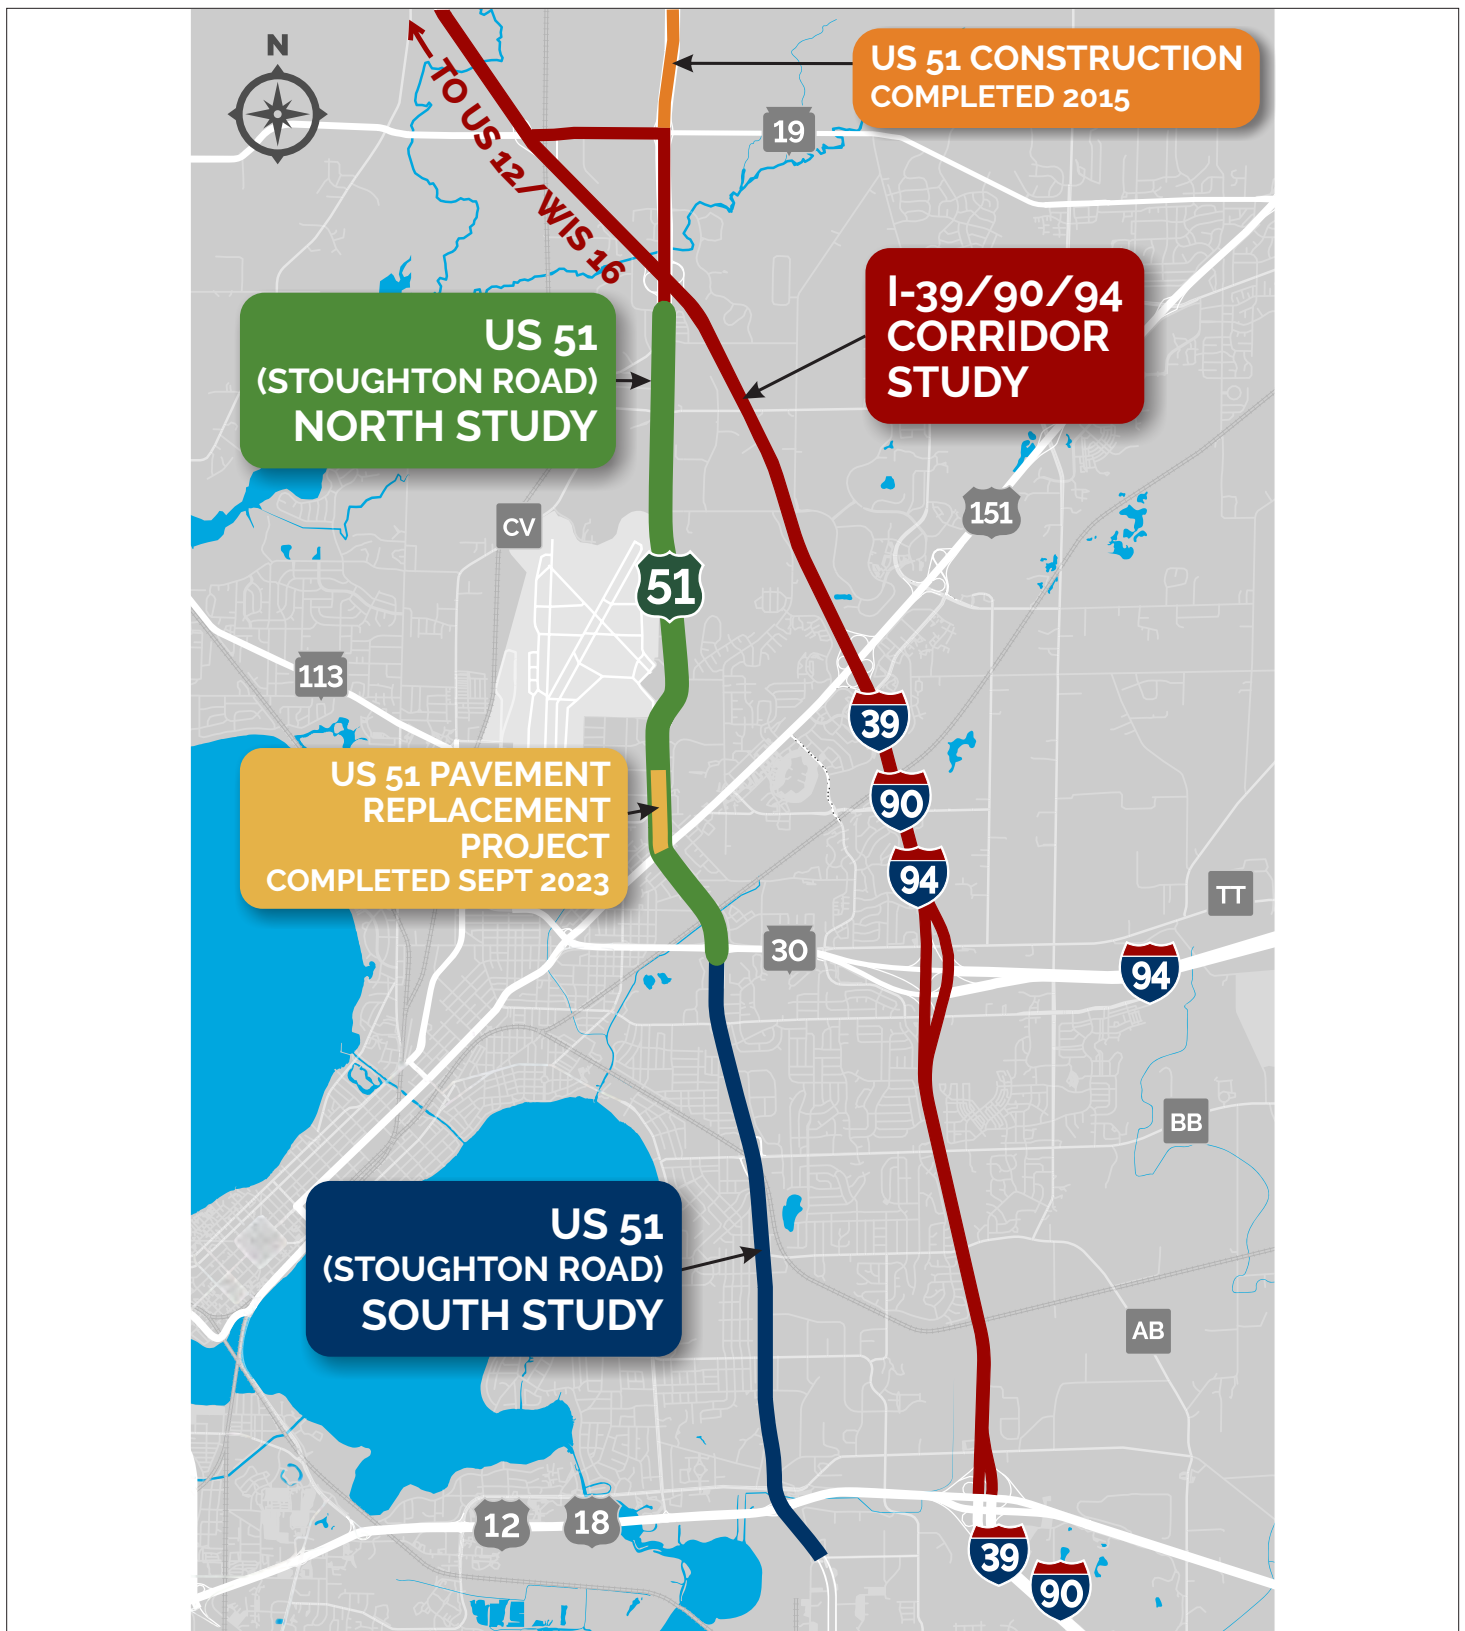 N
US 51 CONSTRUCTION
COMPLETED 2015
TO US 12/WIS 16
19
I-39/90/94
CORRIDOR
STUDY
US 51
(STOUGHTON ROAD)
NORTH STUDY
151
CV
51
113
39
90
94
US 51 PAVEMENT
REPLACEMENT
PROJECT
COMPLETED SEPT 2023
TT
30
94
BB
US 51
(STOUGHTON ROAD)
SOUTH STUDY
AB
12
18
39
90